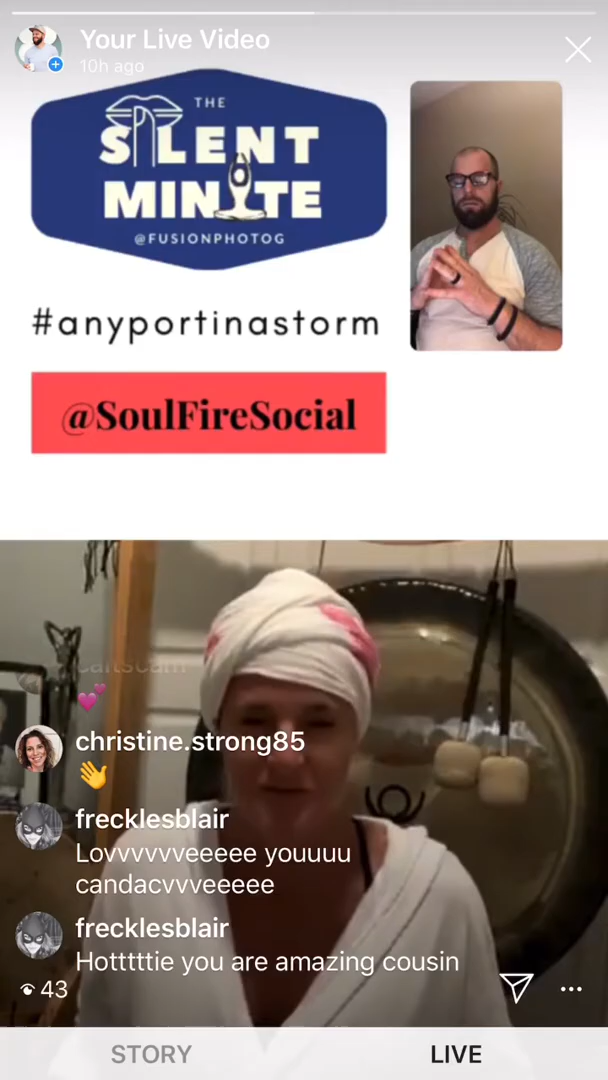 Your Live Video
10h ago
THE
SILENT
MINUTE
@FUSIONPHOTOG
#anyportinastorm
@SoulFireSocial
christine.strong85
👋
frecklesblair
Lovvvvvveeeee youuuu
candacvvveeeee
frecklesblair
Hotttttie you are amazing cousin
43
STORY
LIVE